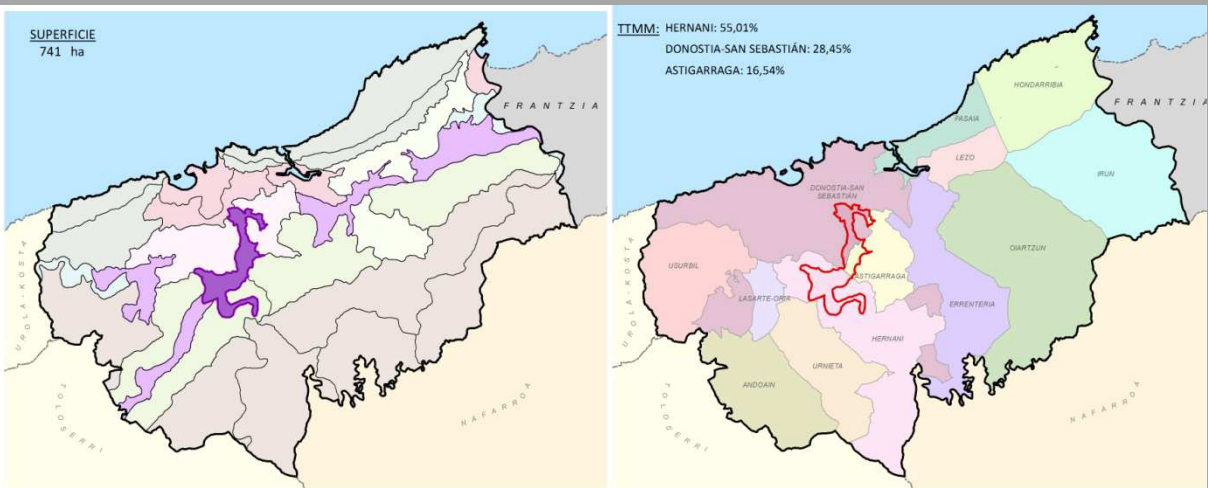 SUPERFICIE
741 ha
FRANTZIA
UROLA-KOSTA
TOLOSERRI
NAFARROA
TTMM: HERNANI: 55,01%
DONOSTIA-SAN SEBASTIÁN: 28,45%
ASTIGARRAGA: 16,54%
HONDARRIBIA
FRANTZIA
PASAIA
LEZO
IRUN
DONOSTIA-SAN
SEBASTIÁN
OIARTZUN
USURBIL
ASTIGARRAGA
LASARTE-ORIA
ERRENTERIA
HERNANI
URNIETA
ANDOAIN
UROLA-KOSTA
TOLOSERRI
NAFARROA